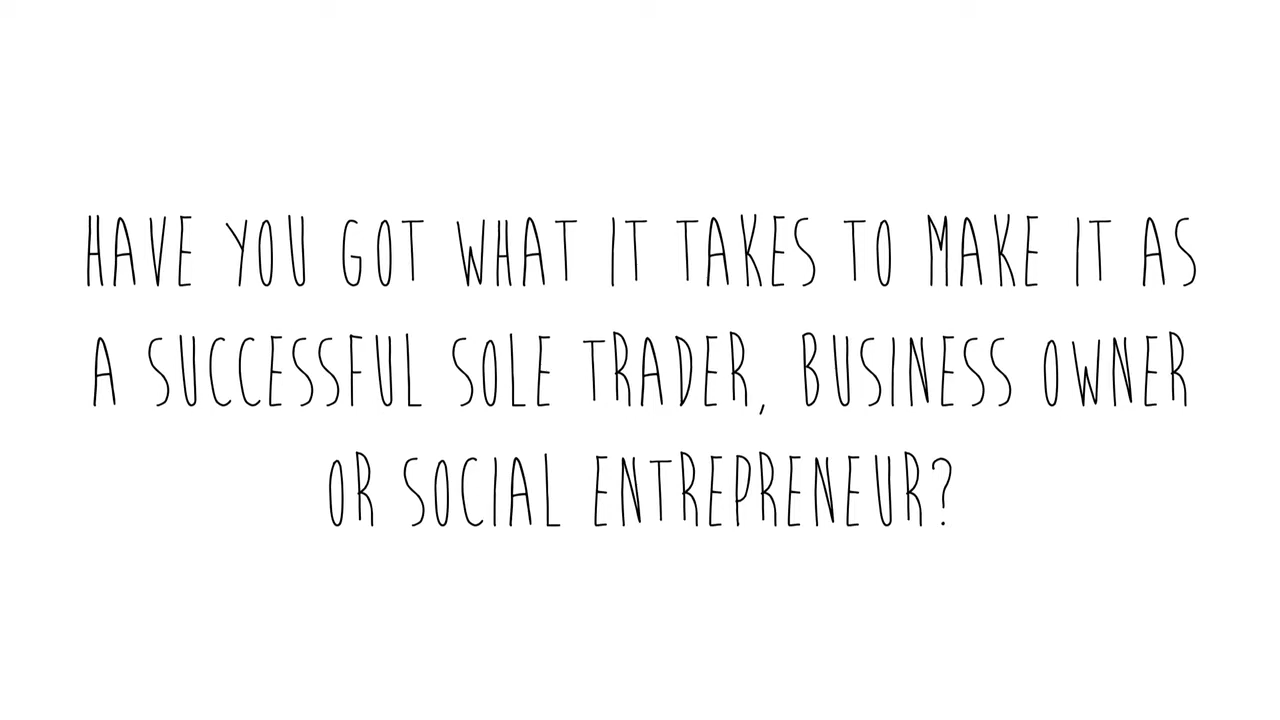 HAVE YOU GOT WHAT IT TAKES TO MAKE IT AS
A SUCCESSFUL SOLE TRADER, BUSINESS OWNER
OR SOCIAL ENTREPRENEUR?